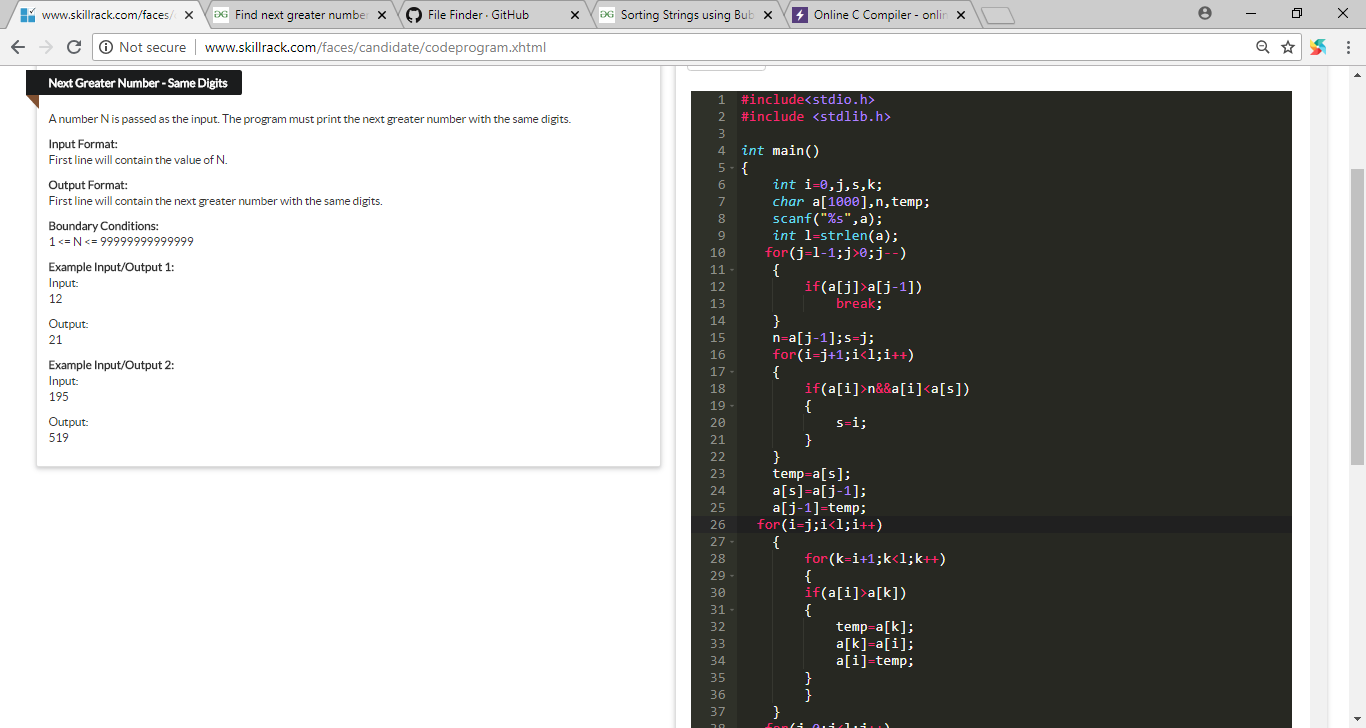 www.skillrack.com/faces/
Find next greater number
File Finder · GitHub
Sorting Strings using Bub
Online C Compiler - onlin
Not secure www.skillrack.com/faces/candidate/codeprogram.xhtml
Next Greater Number - Same Digits
A number N is passed as the input. The program must print the next greater number with the same digits.
Input Format:
First line will contain the value of N.
Output Format:
First line will contain the next greater number with the same digits.
Boundary Conditions:
1 <= N <= 99999999999999
Example Input/Output 1:
Input:
12
Output:
21
Example Input/Output 2:
Input:
195
Output:
519
1 #include<stdio.h>
2 #include <stdlib.h>
3
4 int main()
5 {
6 int i=0,j,s,k;
7 char a[1000],n,temp;
8 scanf("%s",a);
9 int l=strlen(a);
10 for(j=l-1;j>0;j--)
11 {
12 if(a[j]>a[j-1])
13 break;
14 }
15 n=a[j-1];s=j;
16 for(i=j+1;i<l;i++)
17 {
18 if(a[i]>n&&a[i]<a[s])
19 {
20 s=i;
21 }
22 }
23 temp=a[s];
24 a[s]=a[j-1];
25 a[j-1]=temp;
26 for(i=j;i<l;i++)
27 {
28 for(k=i+1;k<l;k++)
29 {
30 if(a[i]>a[k])
31 {
32 temp=a[k];
33 a[k]=a[i];
34 a[i]=temp;
35 }
36 }
37 }